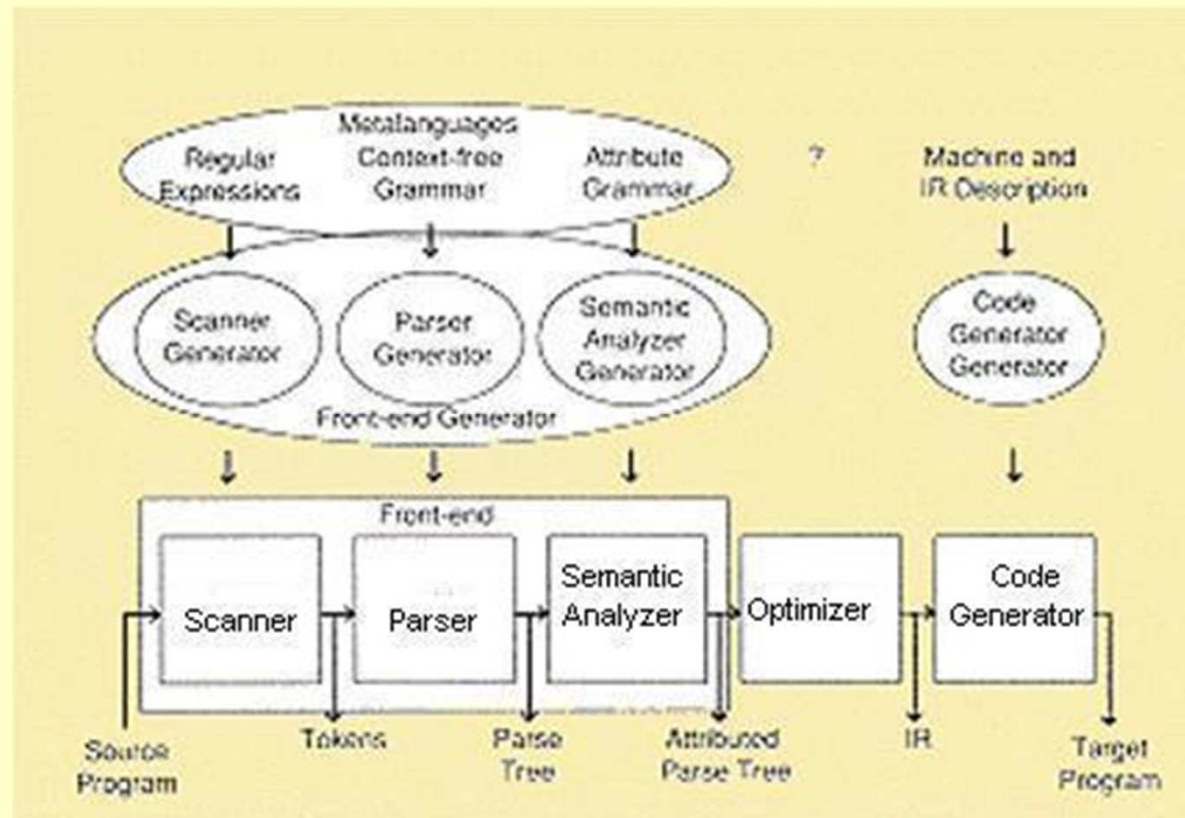 Metalanguages
Regular
Expressions
Context-free
Grammar
Attribute
Grammar
?
Machine and
IR Description
Scanner
Generator
Parser
Generator
Semantic
Analyzer
Generator
Code
Generator
Generator
Front-end Generator
Front-end
Scanner
Parser
Semantic
Analyzer
Optimizer
Code
Generator
Source
Program
Tokens
Parse
Tree
Attributed
Parse Tree
IR
Target
Program